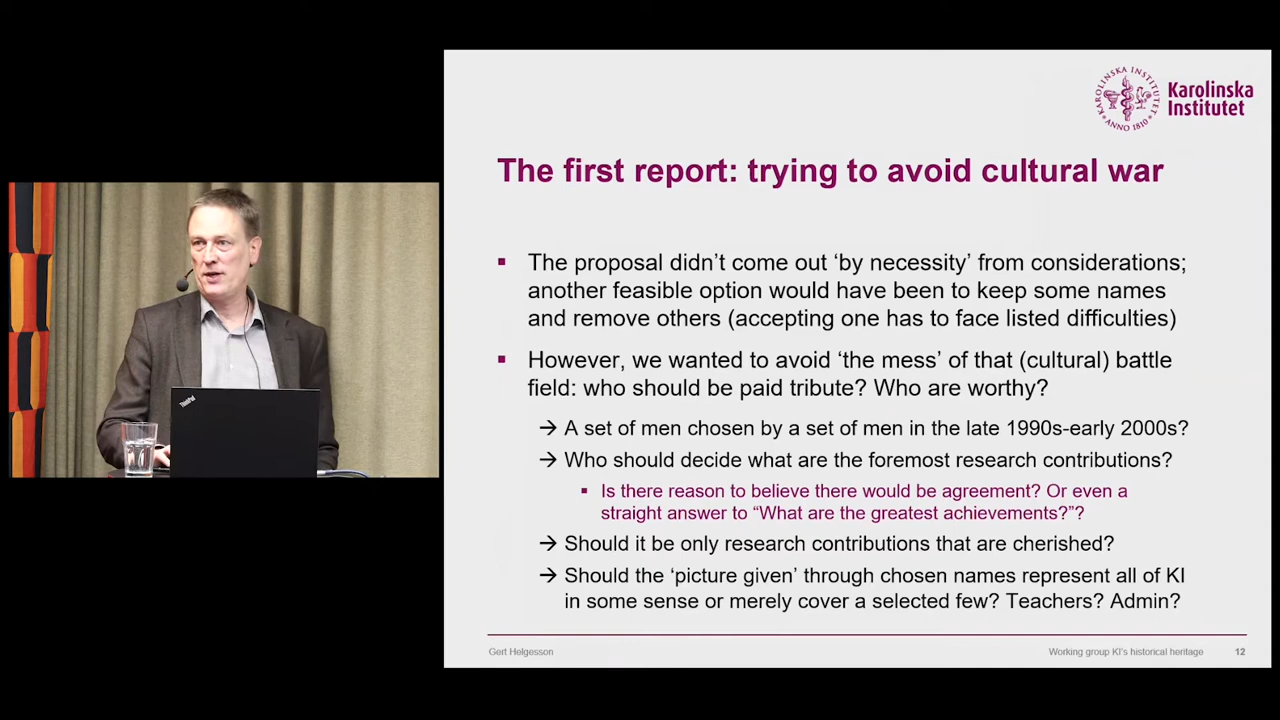 KAROLINSKA INSTITUTET
ANNO 1810
Karolinska
Institutet
The first report: trying to avoid cultural war
▪ The proposal didn’t come out ‘by necessity’ from considerations;
another feasible option would have been to keep some names
and remove others (accepting one has to face listed difficulties)
▪ However, we wanted to avoid ‘the mess’ of that (cultural) battle
field: who should be paid tribute? Who are worthy?
→ A set of men chosen by a set of men in the late 1990s-early 2000s?
→ Who should decide what are the foremost research contributions?
▪ Is there reason to believe there would be agreement? Or even a
straight answer to “What are the greatest achievements?”?
→ Should it be only research contributions that are cherished?
→ Should the ‘picture given’ through chosen names represent all of KI
in some sense or merely cover a selected few? Teachers? Admin?
Gert Helgesson
Working group KI’s historical heritage
12
ThinkPad